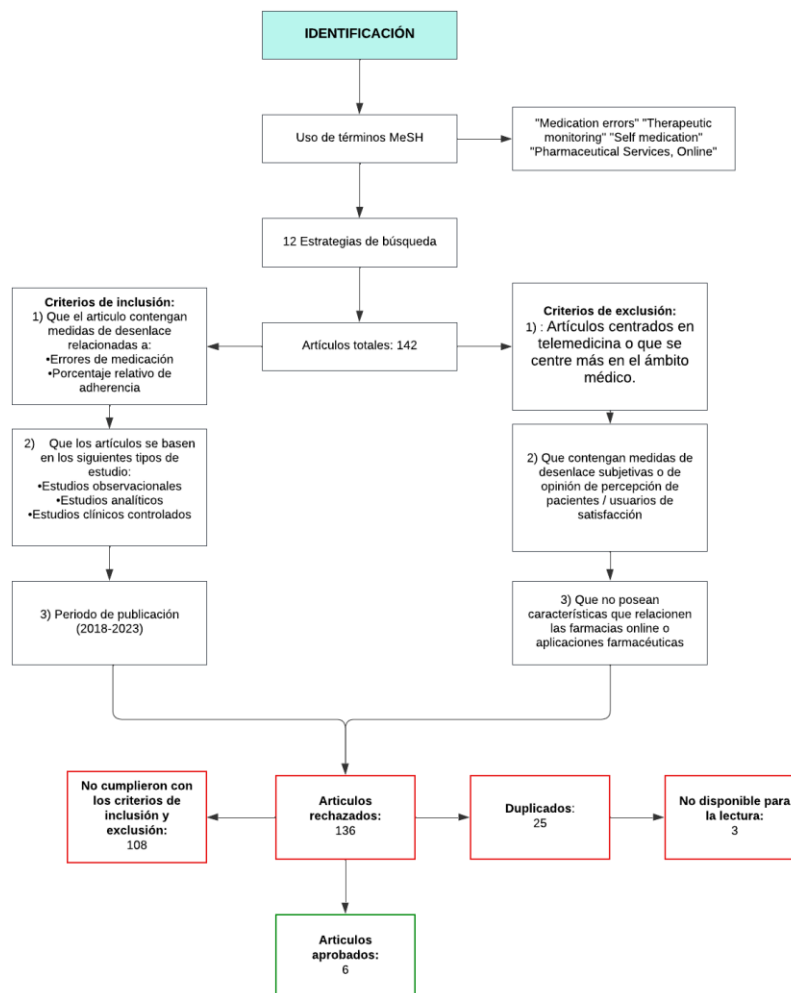 IDENTIFICACIÓN
Uso de términos MeSH
"Medication errors" "Therapeutic
monitoring" "Self medication"
"Pharmaceutical Services, Online"
12 Estrategias de búsqueda
Criterios de inclusión:
1) Que el articulo contengan
medidas de desenlace
relacionadas a:
•Errores de medicación
•Porcentaje relativo de
adherencia
Artículos totales: 142
Criterios de exclusión:
1) : Artículos centrados en
telemedicina o que se
centre más en el ámbito
médico.
2) Que los artículos se basen
en los siguientes tipos de
estudio:
•Estudios observacionales
•Estudios analíticos
•Estudios clínicos controlados
2) Que contengan medidas de
desenlace subjetivas o de
opinión de percepción de
pacientes / usuarios de
satisfacción
3) Periodo de publicación
(2018-2023)
3) Que no posean
características que relacionen
las farmacias online o
aplicaciones farmacéuticas
No cumplieron con
los criterios de
inclusión y
exclusión:
108
Articulos
rechazados:
136
Duplicados:
25
No disponible para
la lectura:
3
Articulos
aprobados:
6